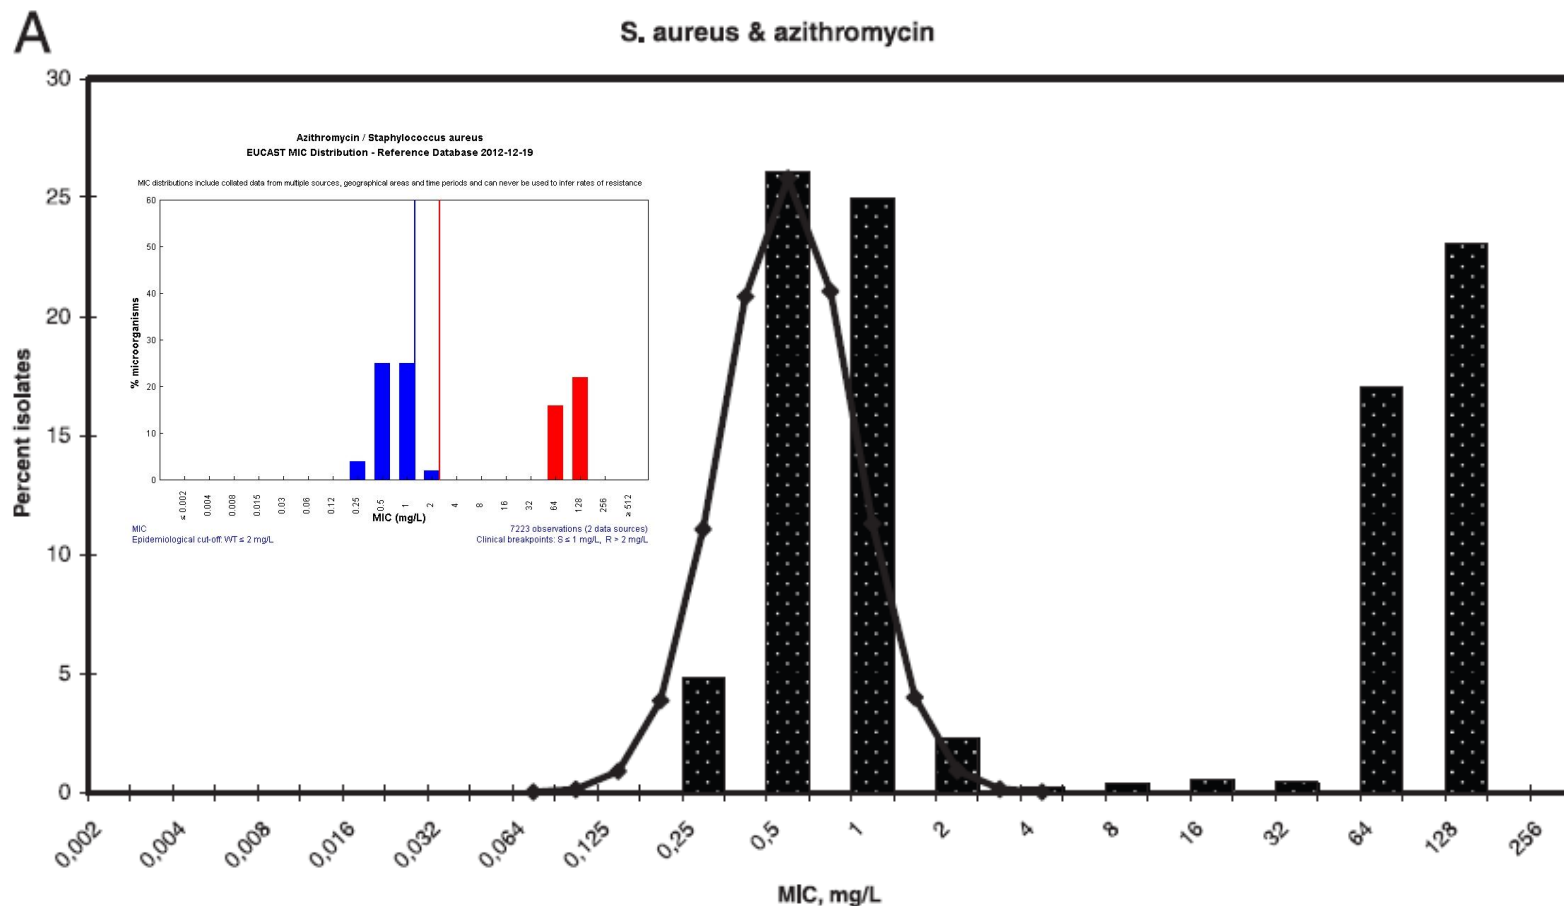 A
S. aureus & azithromycin
30
25
20
15
10
5
0
Percent isolates
Azithromycin / Staphylococcus aureus
EUCAST MIC Distribution - Reference Database 2012-12-19
MIC distributions include collated data from multiple sources, geographical areas and time periods and can never be used to infer rates of resistance
60
50
40
30
20
10
0
% microorganisms
≤ 0.002 0.004 0.008 0.015 0.03 0.06 0.12 0.25 0.5 1 2 4 8 16 32 64 128 256 ≥ 512
MIC (mg/L)
MIC
Epidemiological cut-off: WT ≤ 2 mg/L
7223 observations (2 data sources)
Clinical breakpoints: S ≤ 1 mg/L, R > 2 mg/L
0,002 0,004 0,008 0,016 0,032 0,064 0,125 0,25 0,5 1 2 4 8 16 32 64 128 256
MIC, mg/L